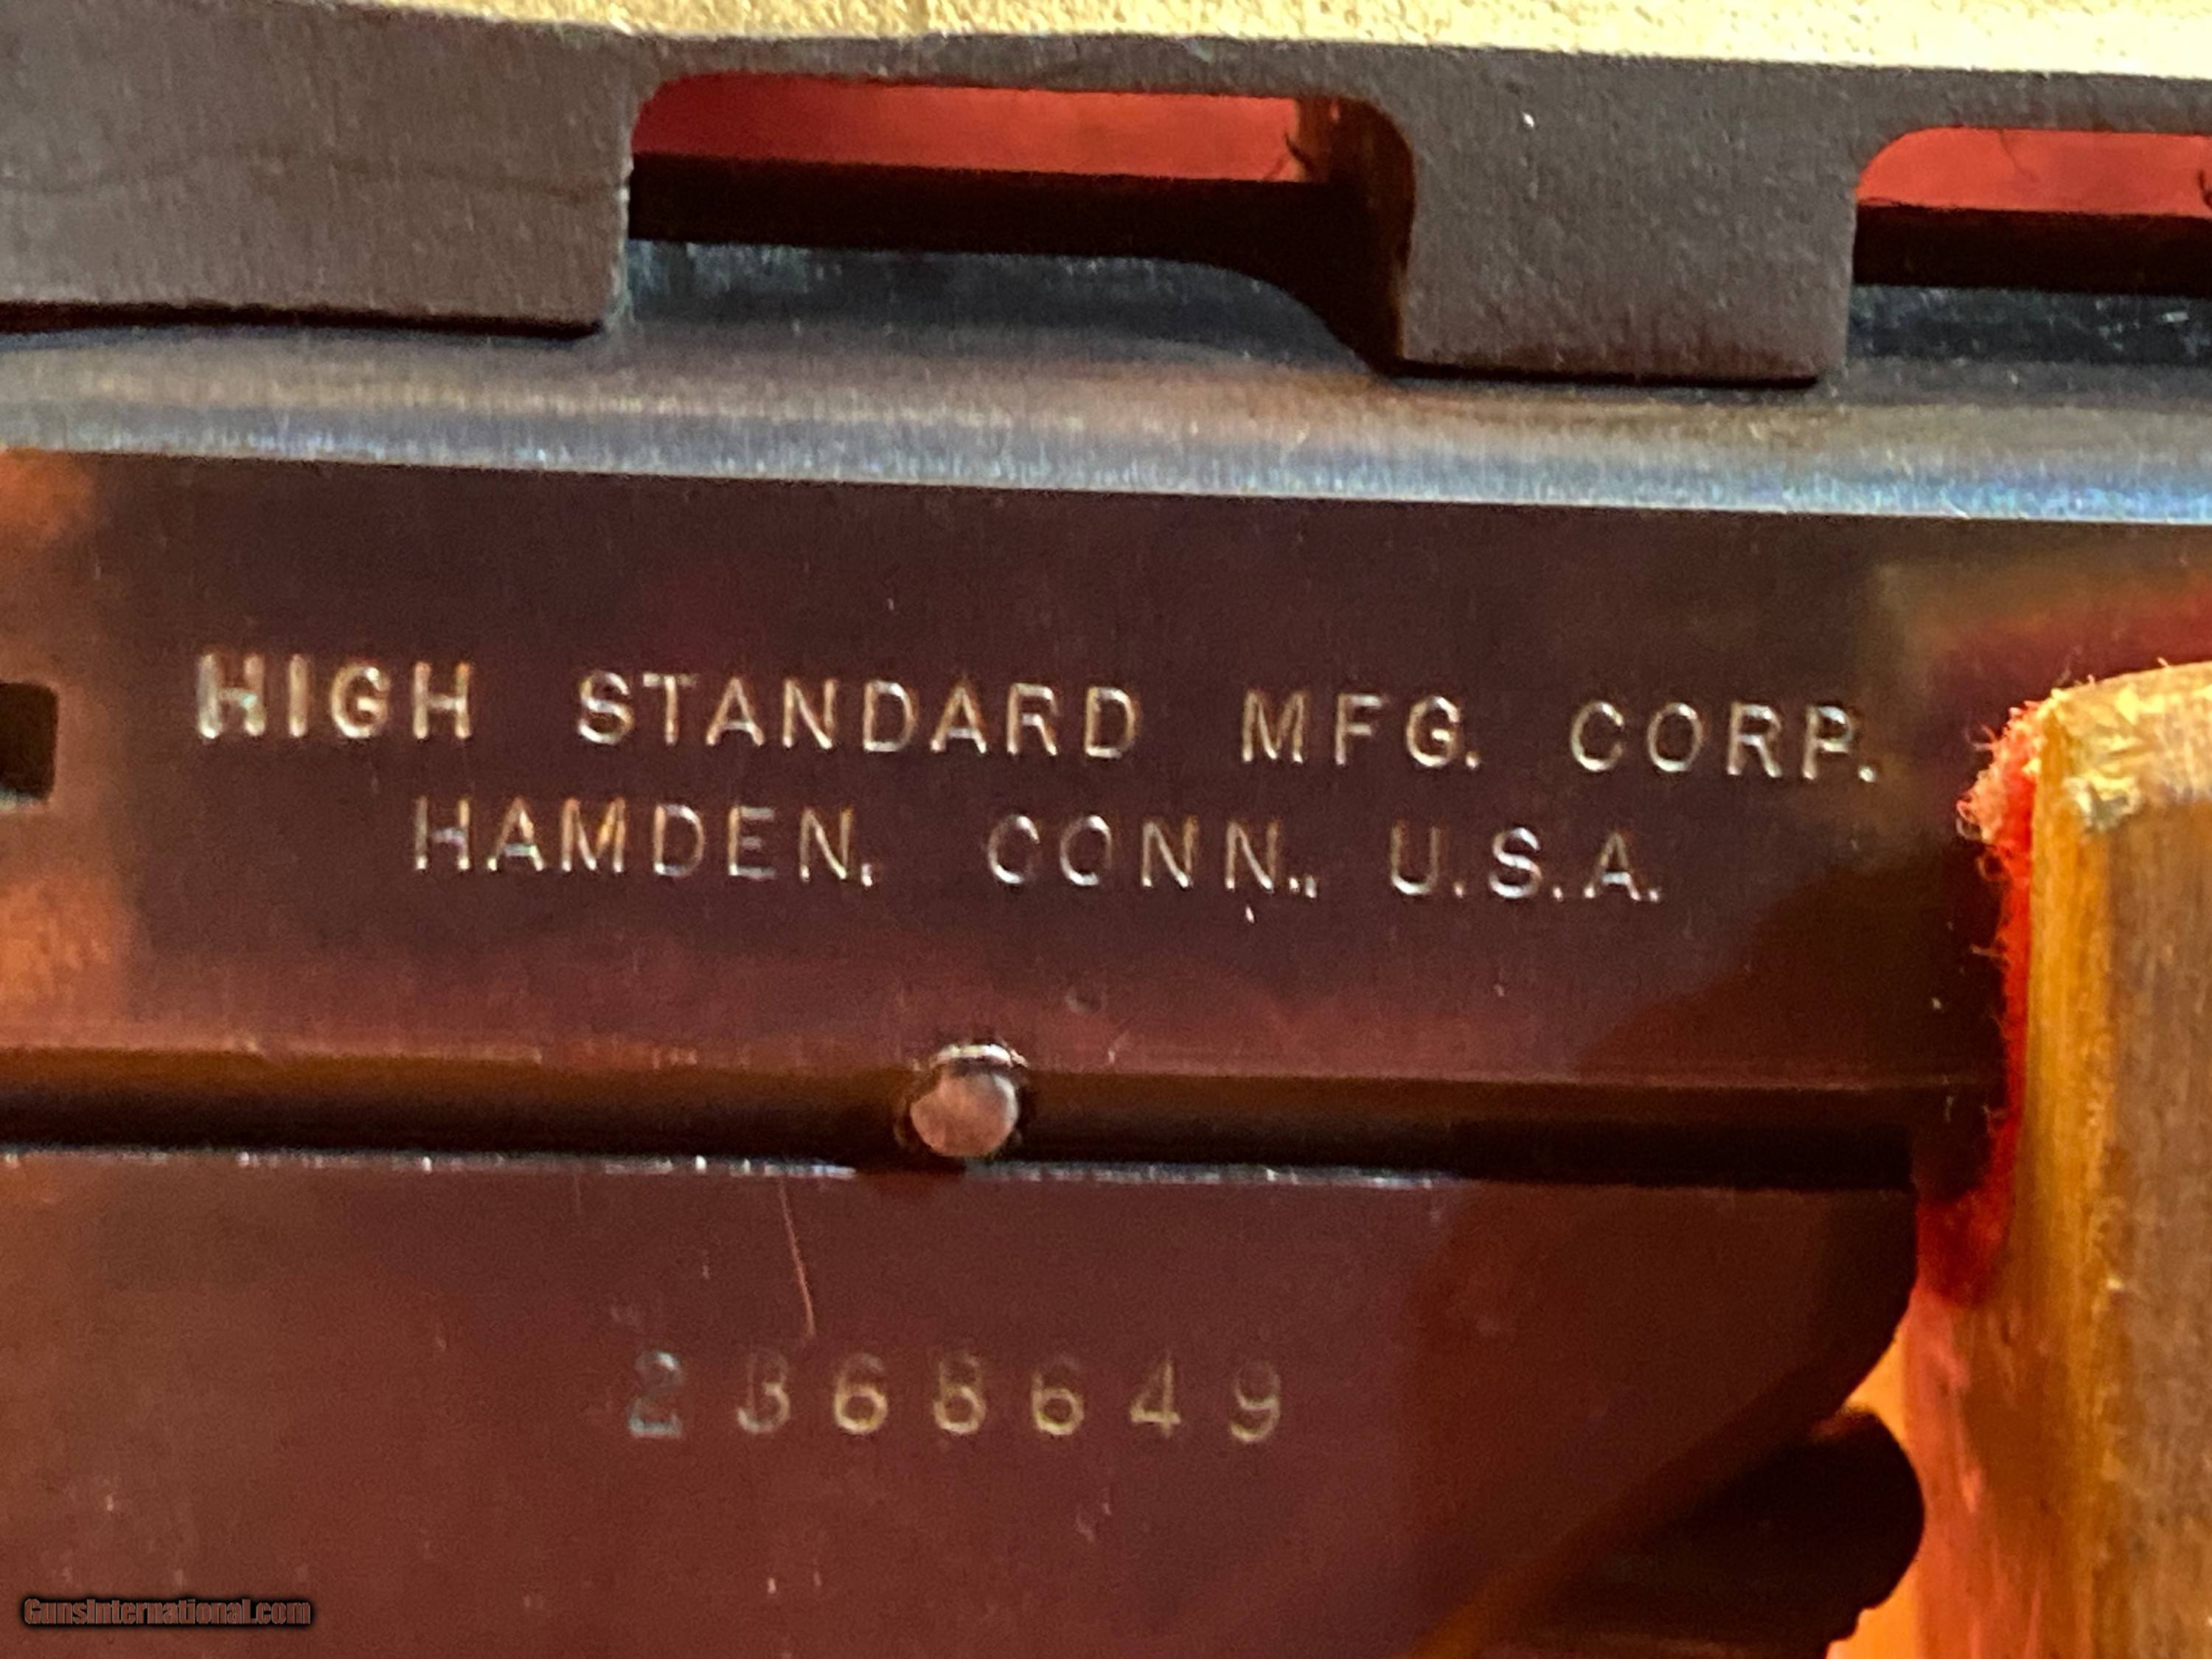 HIGH STANDARD MFG. CORP.
HAMDEN, CONN., U.S.A.
2368649
GunsInternational.com